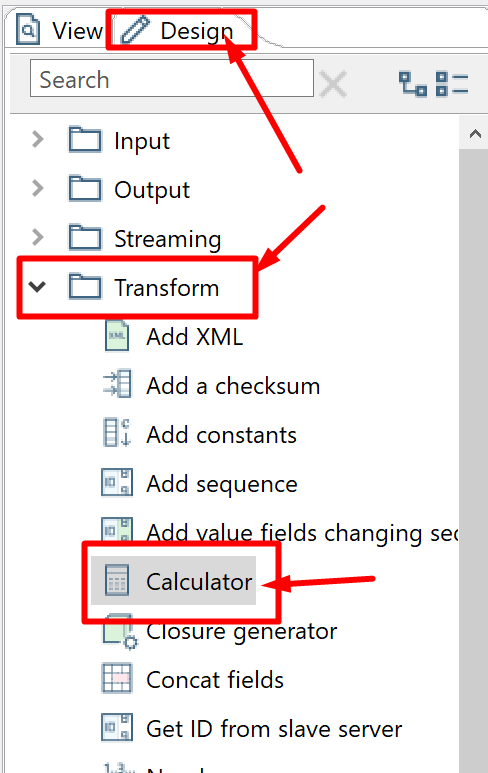 View Design
Search
Input
Output
Streaming
Transform
Add XML
Add a checksum
Add constants
Add sequence
Add value fields changing sec
Calculator
Closure generator
Concat fields
Get ID from slave server